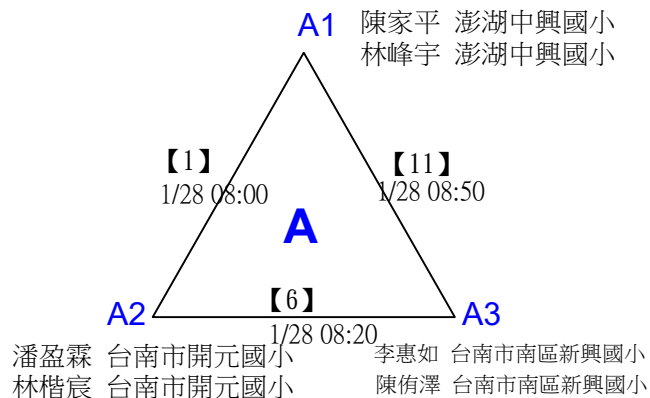 A1
陳家平 澎湖中興國小
林峰宇 澎湖中興國小
【1】
1/28 08:00
【11】
1/28 08:50
A
【6】
1/28 08:20
A2
A3
潘盈霖 台南市開元國小
林楷宸 台南市開元國小
李惠如 台南市南區新興國小
陳侑澤 台南市南區新興國小